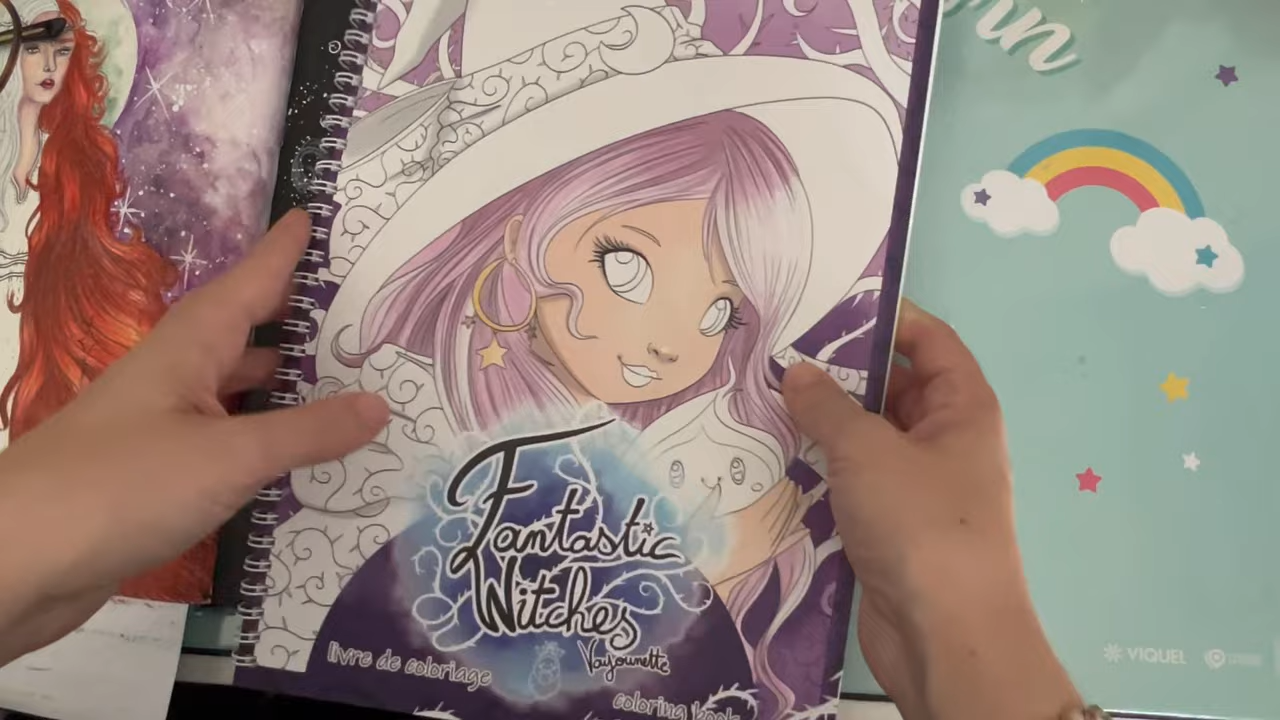 Fantastic
Witches
Vayounette
livre de coloriage
coloring book
VIQUEL